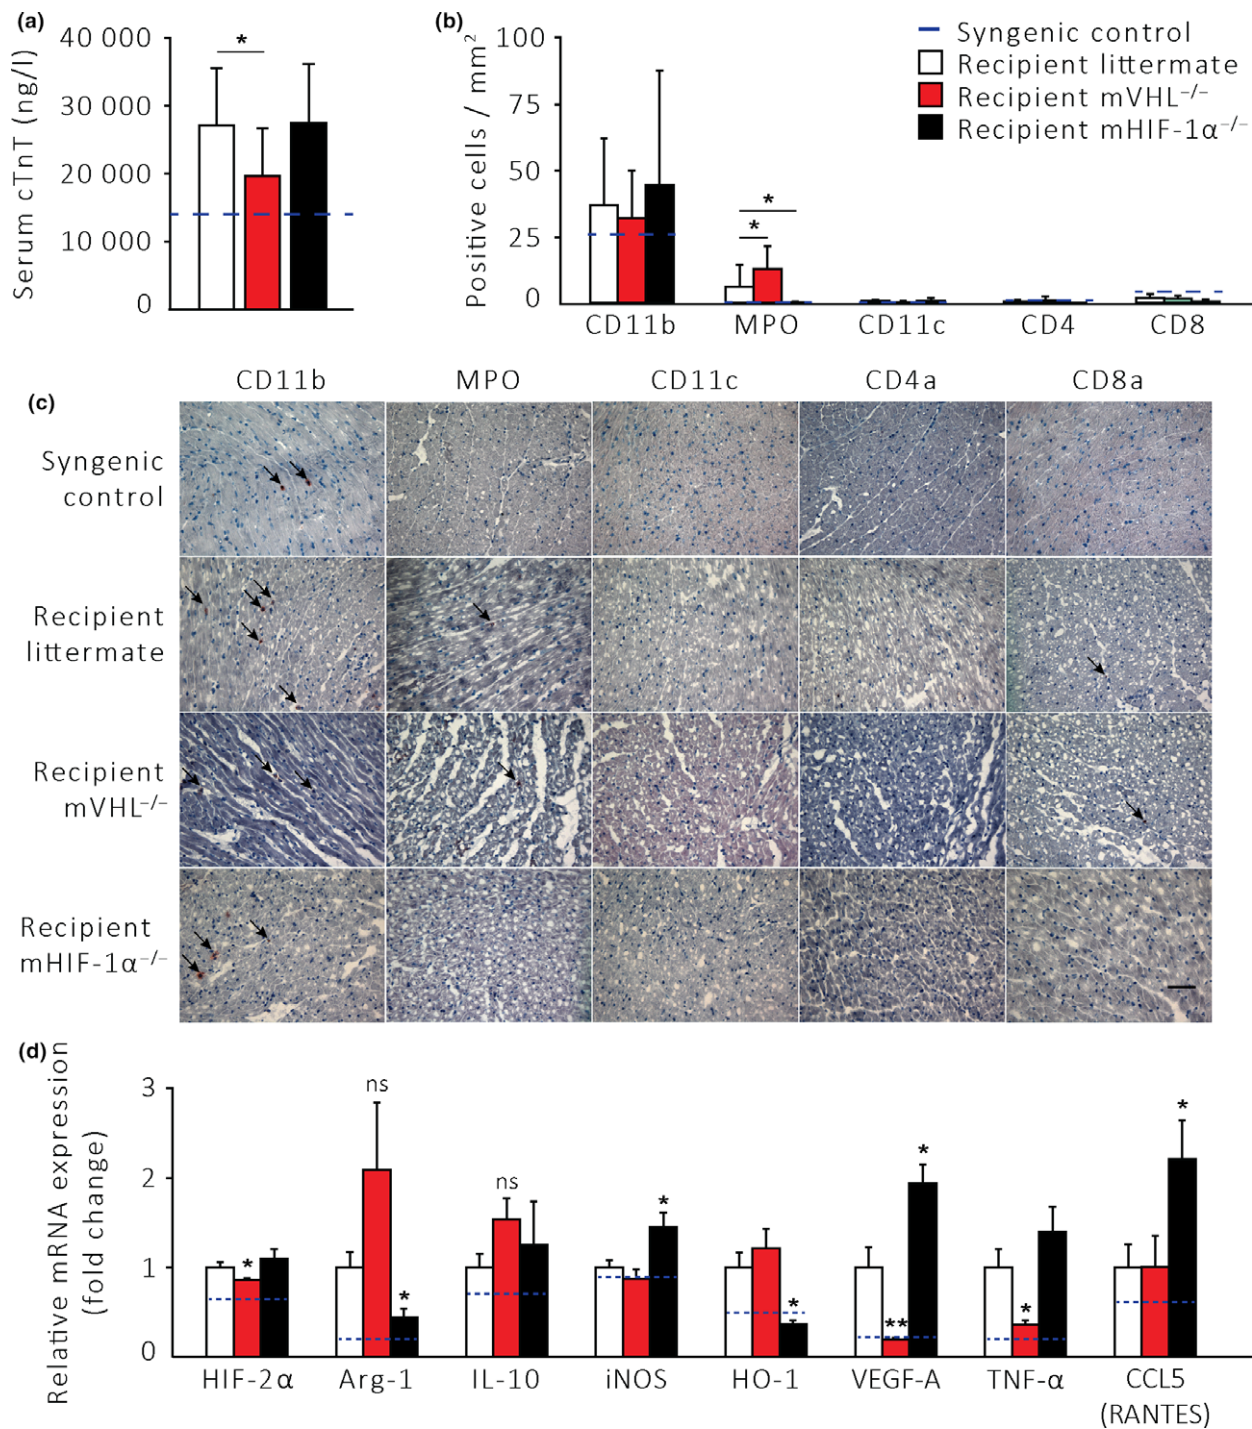 (a)
Serum cTnT (ng/l)
40 000
30 000
20 000
10 000
0
*
(b)
Positive cells / mm²
100
75
50
25
0
*
*
CD11b MPO CD11c CD4 CD8
Syngenic control
Recipient littermate
Recipient mVHL⁻/⁻
Recipient mHIF-1α⁻/⁻
(c)
CD11b MPO CD11c CD4a CD8a
Syngenic
control
Recipient
littermate
Recipient
mVHL⁻/⁻
Recipient
mHIF-1α⁻/⁻
(d)
Relative mRNA expression
(fold change)
3
2
1
0
* ns * ns * * ** * * *
HIF-2α Arg-1 IL-10 iNOS HO-1 VEGF-A TNF-α CCL5
(RANTES)